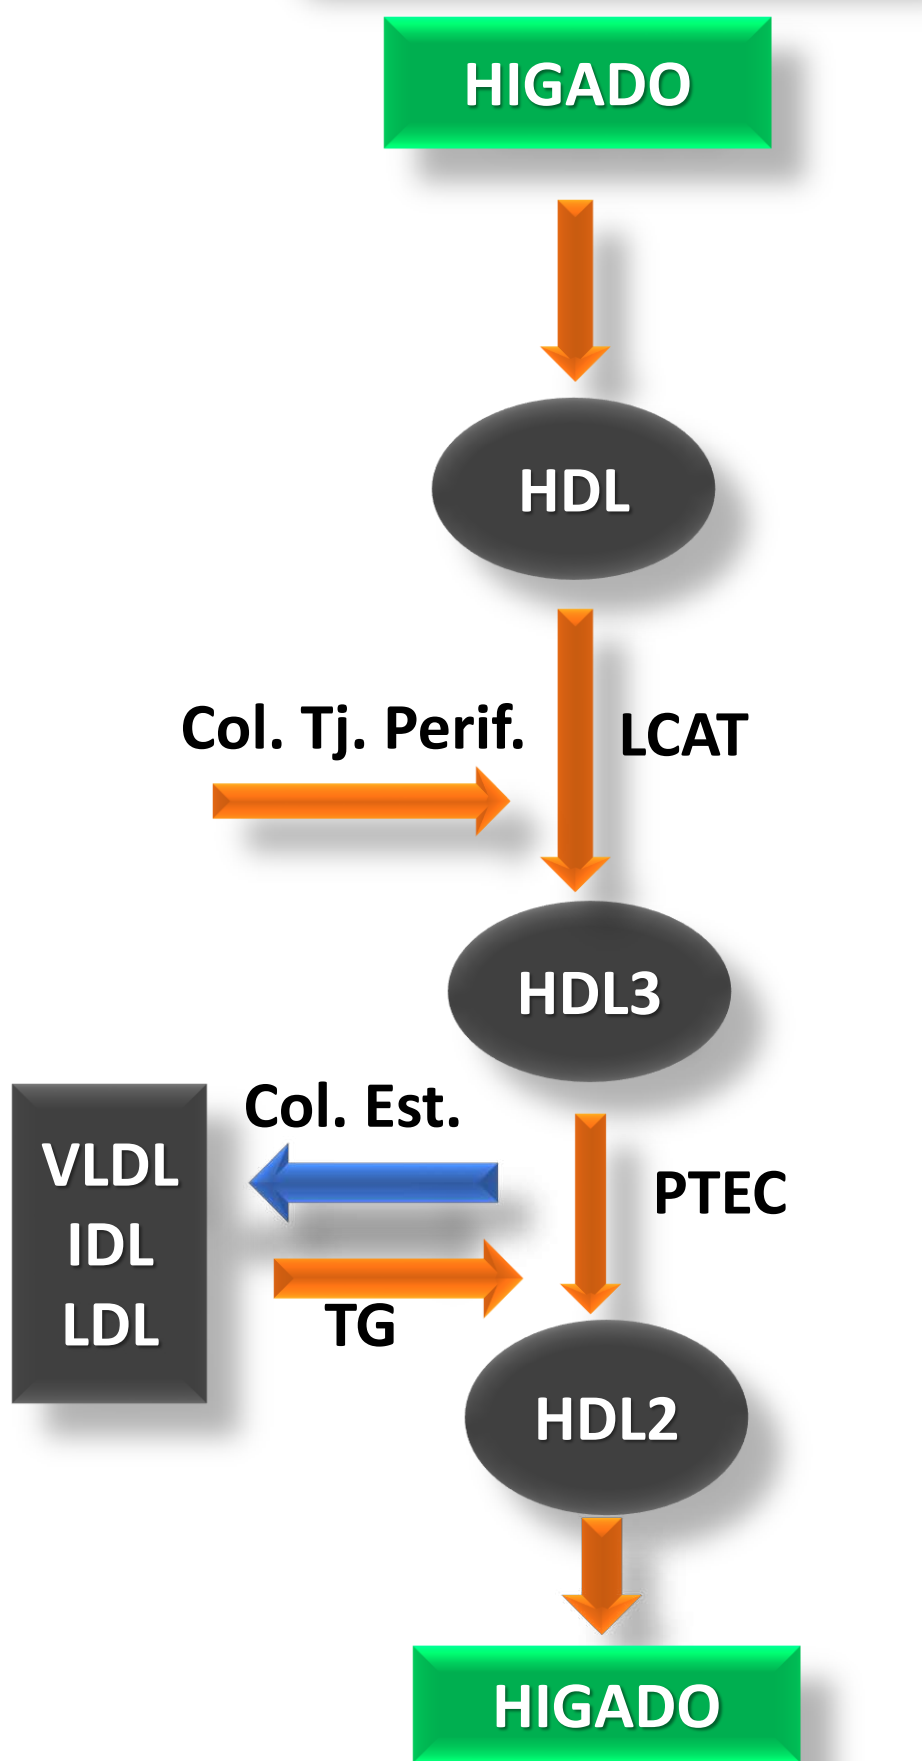 HIGADO
HDL
Col. Tj. Perif.
LCAT
HDL3
Col. Est.
VLDL
IDL
LDL
PTEC
TG
HDL2
HIGADO